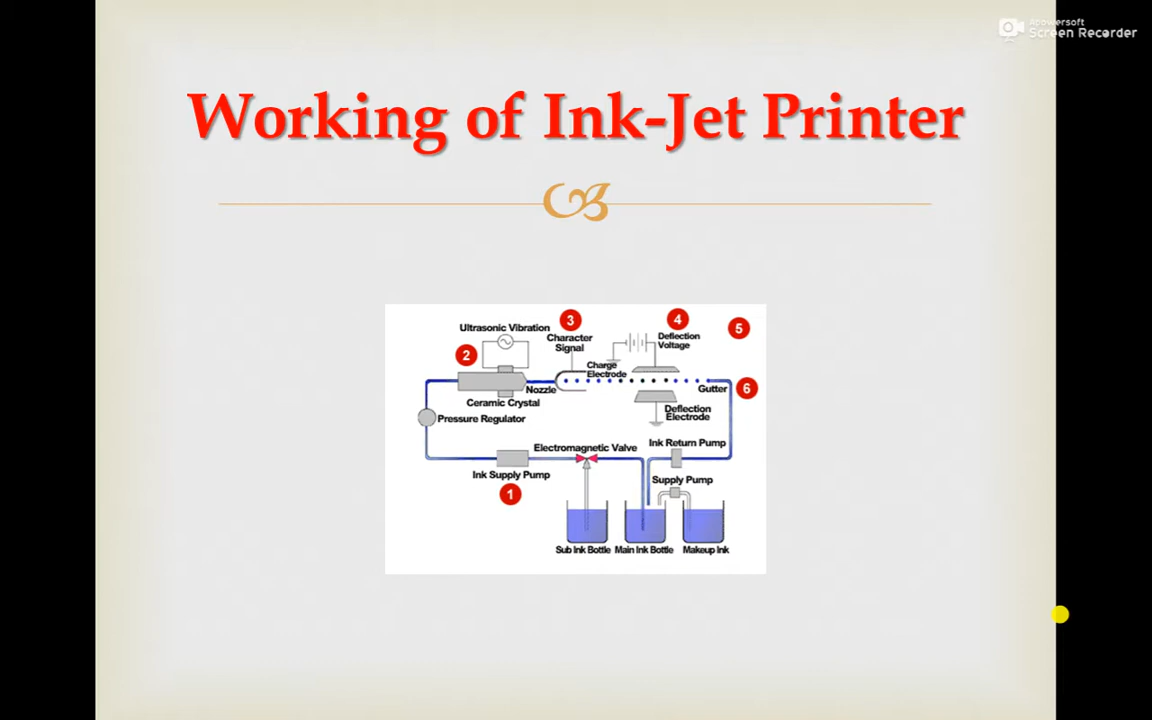 Apowersoft
Screen Recorder
Working of Ink-Jet Printer
3
4
5
Ultrasonic Vibration
Character
Signal
Deflection
Voltage
2
Charge
Electrode
Nozzle
Gutter
6
Ceramic Crystal
Deflection
Electrode
Pressure Regulator
Ink Return Pump
Electromagnetic Valve
Ink Supply Pump
Supply Pump
1
Sub Ink Bottle
Main Ink Bottle
Makeup Ink